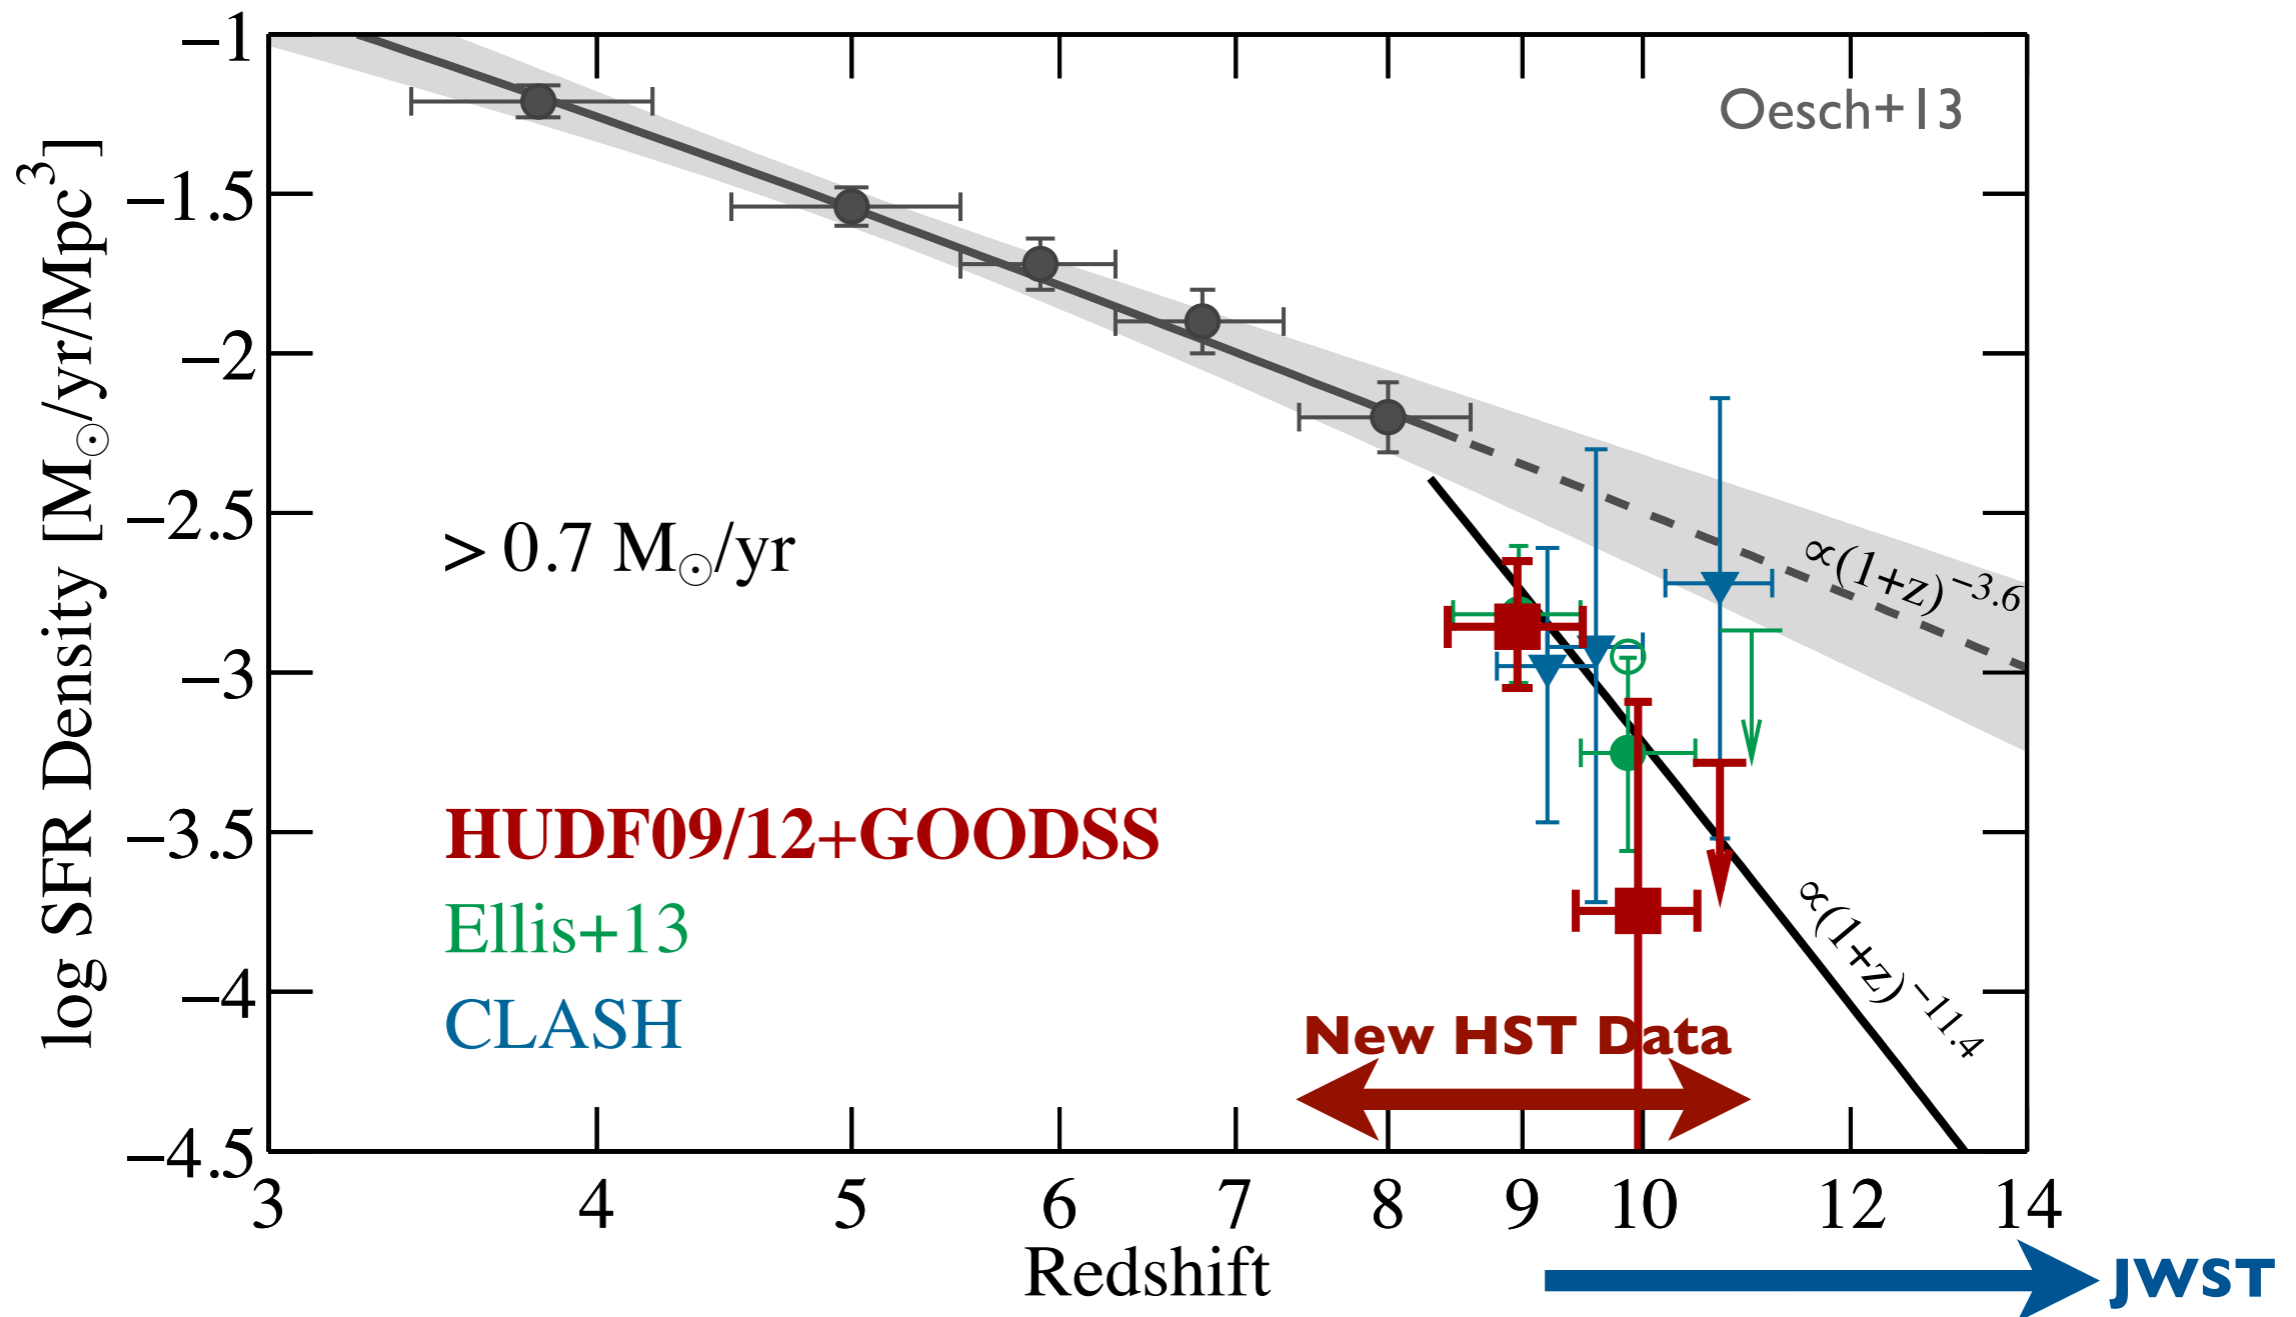 −1
−1.5
−2
−2.5
−3
−3.5
−4
−4.5
log SFR Density [M☉/yr/Mpc³]
Oesch+13
> 0.7 M☉/yr
∝(1+z)⁻³·⁶
HUDF09/12+GOODSS
Ellis+13
CLASH
∝(1+z)⁻¹¹·⁴
New HST Data
3 4 5 6 7 8 9 10 12 14
Redshift
JWST